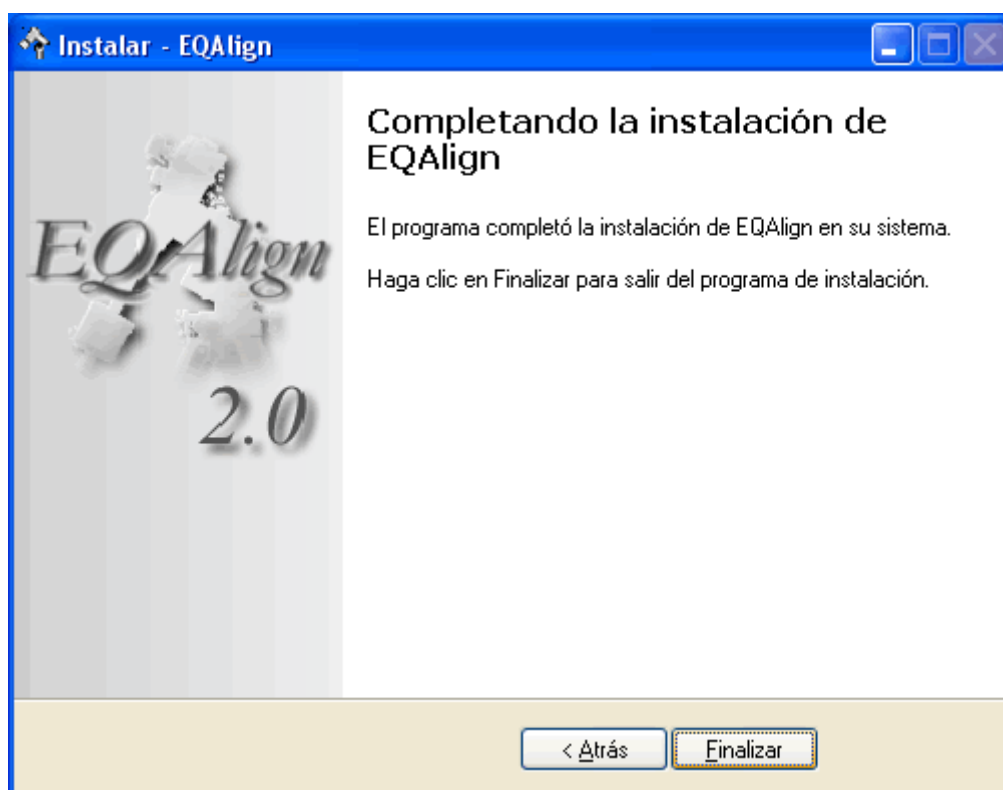 Instalar - EQAlign
Completando la instalación de
EQAlign
El programa completó la instalación de EQAlign en su sistema.
Haga clic en Finalizar para salir del programa de instalación.
EQAlign
2.0
< Atrás
Finalizar